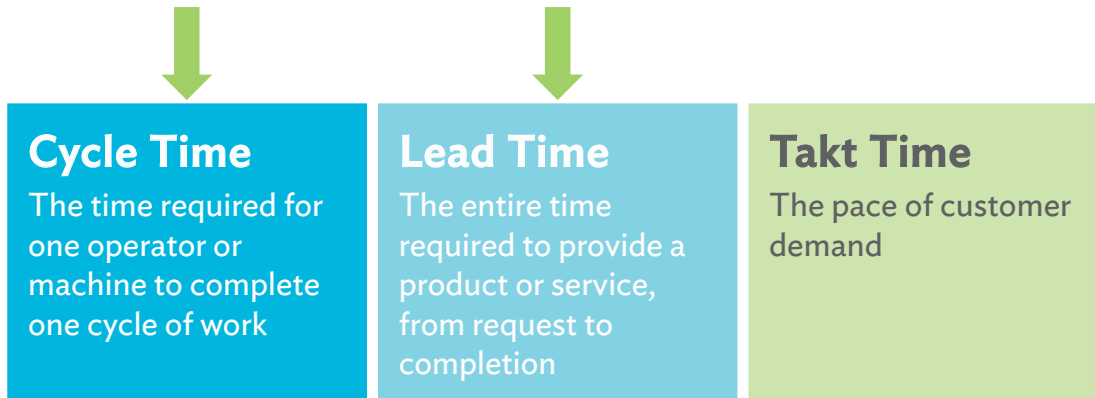 Cycle Time
The time required for
one operator or
machine to complete
one cycle of work
Lead Time
The entire time
required to provide a
product or service,
from request to
completion
Takt Time
The pace of customer
demand